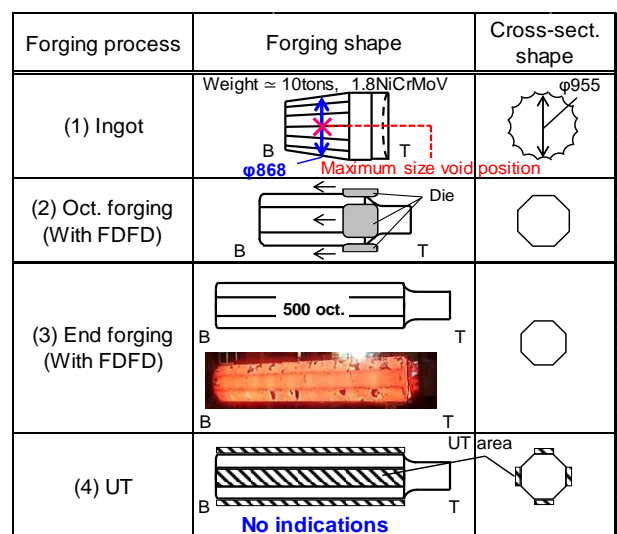 Forging process
Forging shape
Cross-sect.
shape
(1) Ingot
Weight ≃ 10tons, 1.8NiCrMoV
B
T
φ868
Maximum size void position
φ955
(2) Oct. forging
(With FDFD)
Die
B
T
(3) End forging
(With FDFD)
500 oct.
B
T
B
T
(4) UT
UT area
B
T
No indications